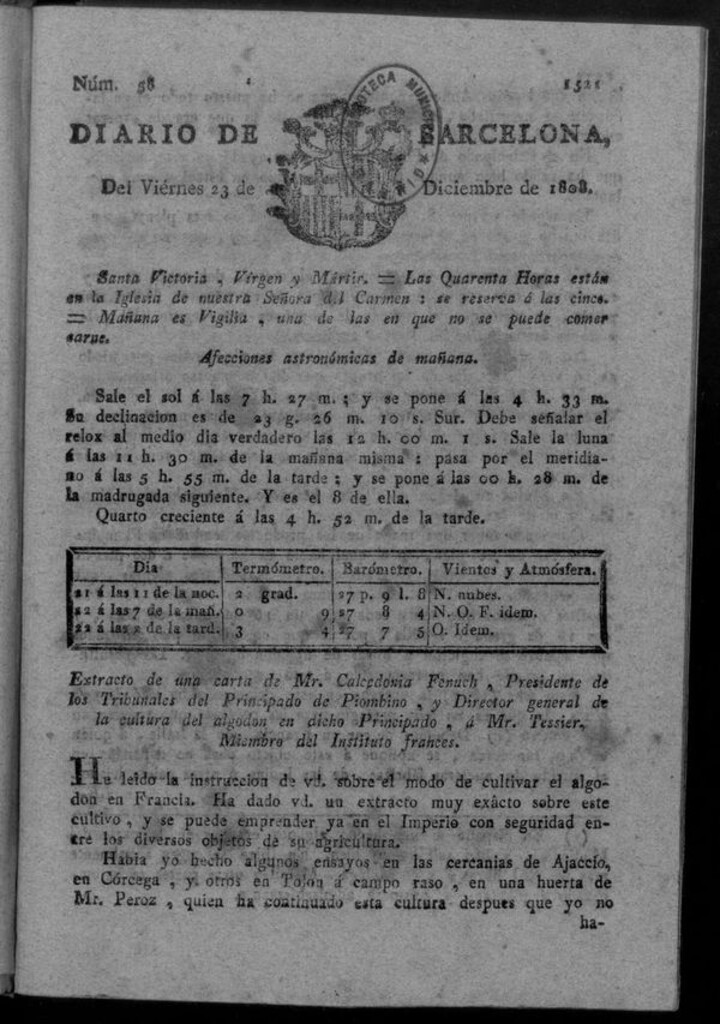 Núm. 58 1521
DIARIO DE BARCELONA,
Del Viérnes 23 de Diciembre de 1808.
Santa Victoria , Vírgen y Mártir. = Las Quarenta Horas están
en la Iglesia de nuestra Señora del Carmen : se reserva á las cinco.
= Mañana es Vigilia , una de las en que no se puede comer
carne.
Afecciones astronómicas de mañana.
Sale el sol á las 7 h. 27 m. ; y se pone á las 4 h. 33 m.
Su declinacion es de 23 g. 26 m. 10 s. Sur. Debe señalar el
relox al medio dia verdadero las 12 h. 00 m. 1 s. Sale la luna
á las 11 h. 30 m. de la mañana misma : pasa por el meridia-
no á las 5 h. 55 m. de la tarde ; y se pone á las 00 h. 28 m. de
la madrugada siguiente. Y es el 8 de ella.
Quarto creciente á las 4 h. 52 m. de la tarde.
Dia Termómetro. Barómetro. Vientos y Atmósfera.
21 á las 11 de la noc. 2 grad. 27 p. 9 l. 8 N. nubes.
22 á las 7 de la mañ. 0 9 27 8 4 N. O. F. idem.
22 á las 2 de la tard. 3 4 27 7 5 O. Idem.
Extracto de una carta de Mr. Calcedonia Fenuch , Presidente de
los Tribunales del Principado de Piombino , y Director general de
la cultura del algodon en dicho Principado , á Mr. Tessier,
Miembro del Instituto frances.
He leido la instruccion de vd. sobre el modo de cultivar el algo-
don en Francia. Ha dado vd. un extracto muy exâcto sobre este
cultivo , y se puede emprender ya en el Imperio con seguridad en-
tre los diversos objetos de su agricultura.
Habia yo hecho algunos ensayos en las cercanias de Ajaccio,
en Córcega , y otros en Tolon á campo raso , en una huerta de
Mr. Peroz , quien ha continuado esta cultura despues que yo no
ha-